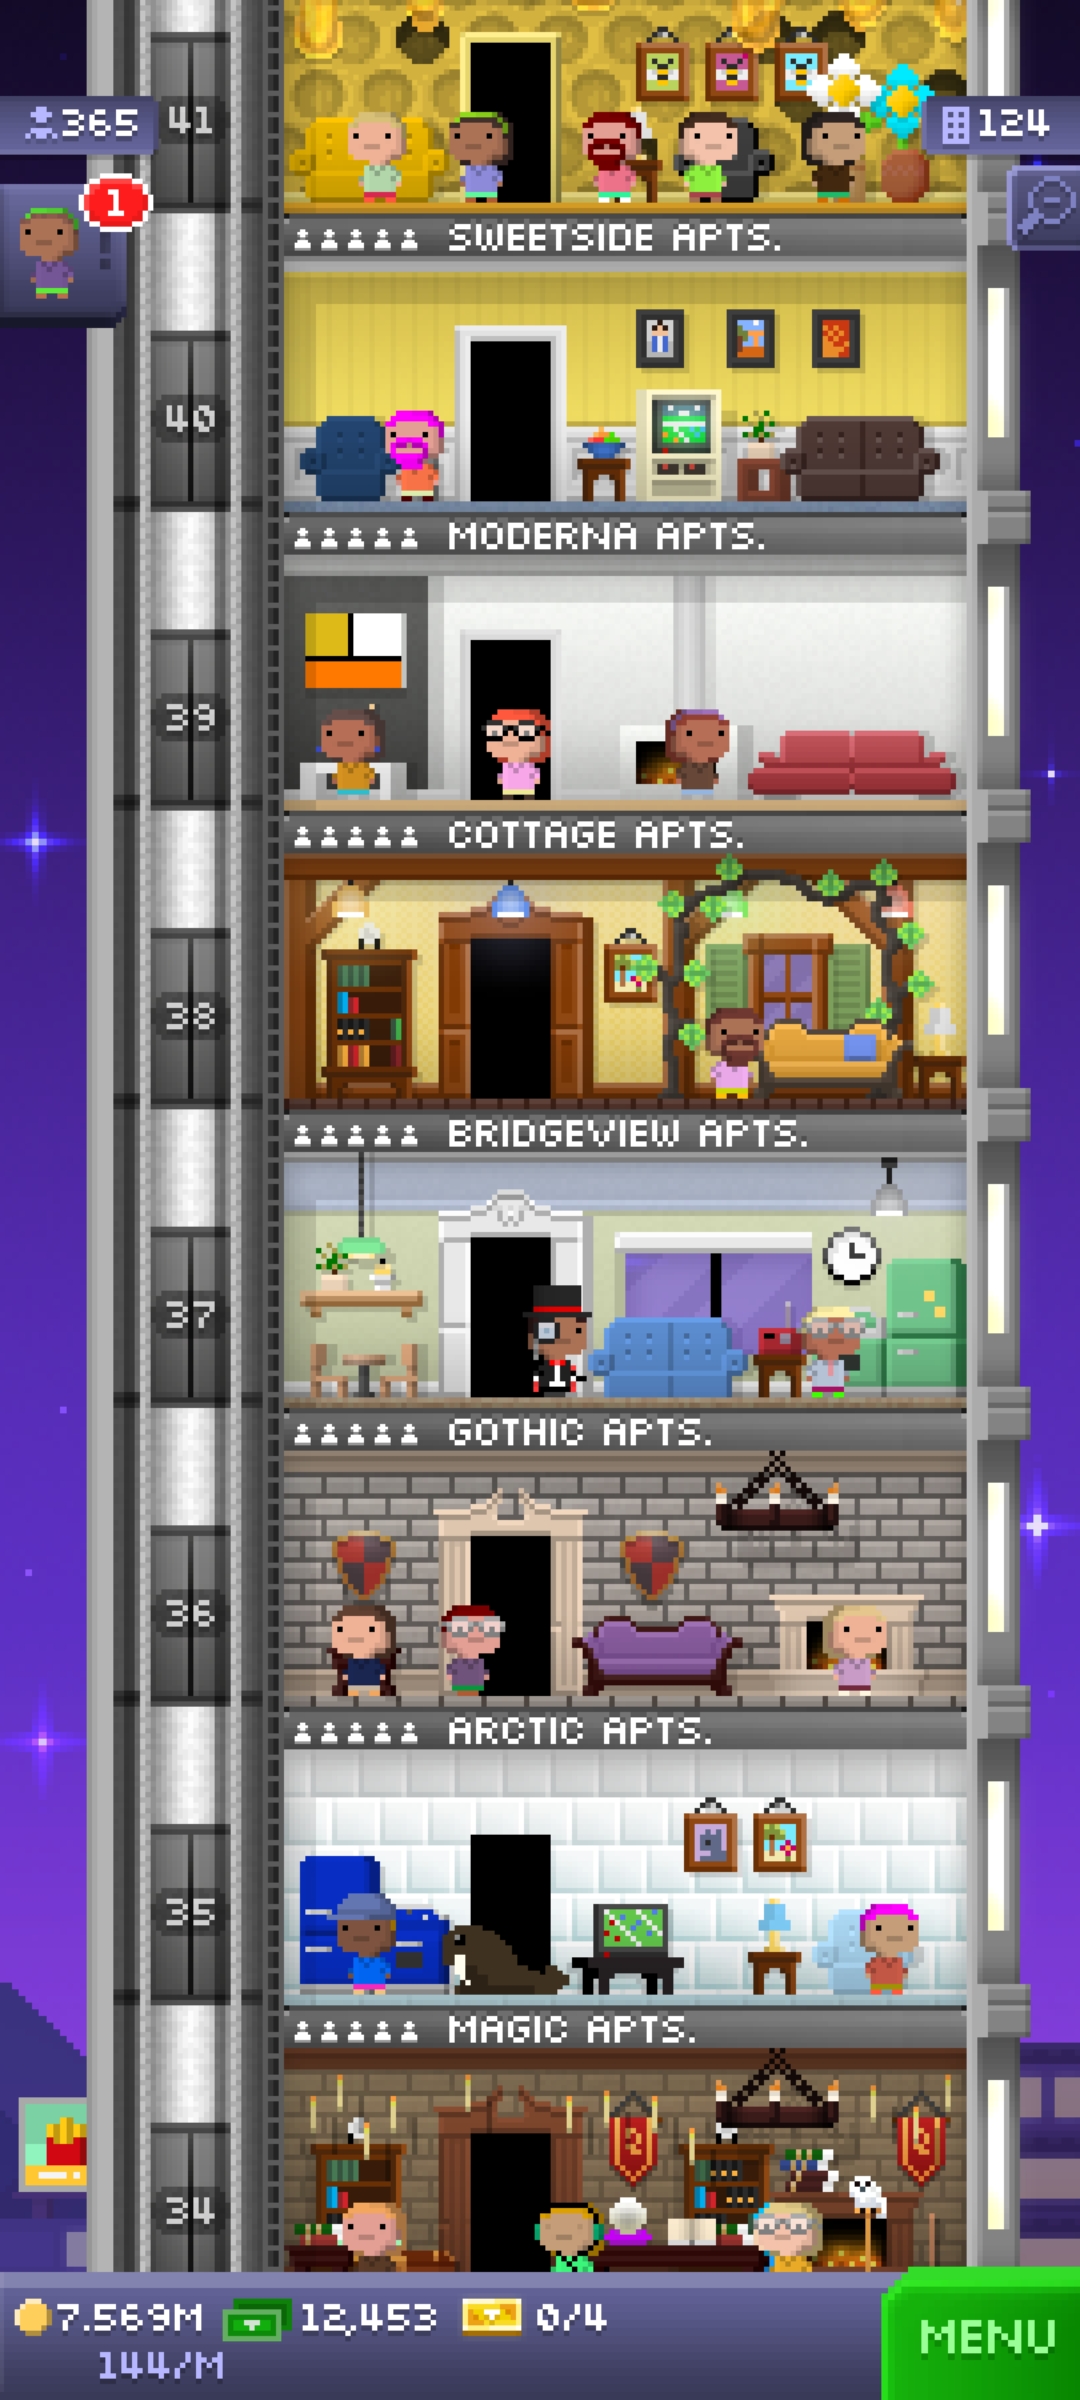 41
365
124
1
SWEETSIDE APTS.
40
MODERNA APTS.
39
COTTAGE APTS.
38
BRIDGEVIEW APTS.
37
GOTHIC APTS.
36
ARCTIC APTS.
35
MAGIC APTS.
34
7.569M 12,453 0/4
144/M
MENU